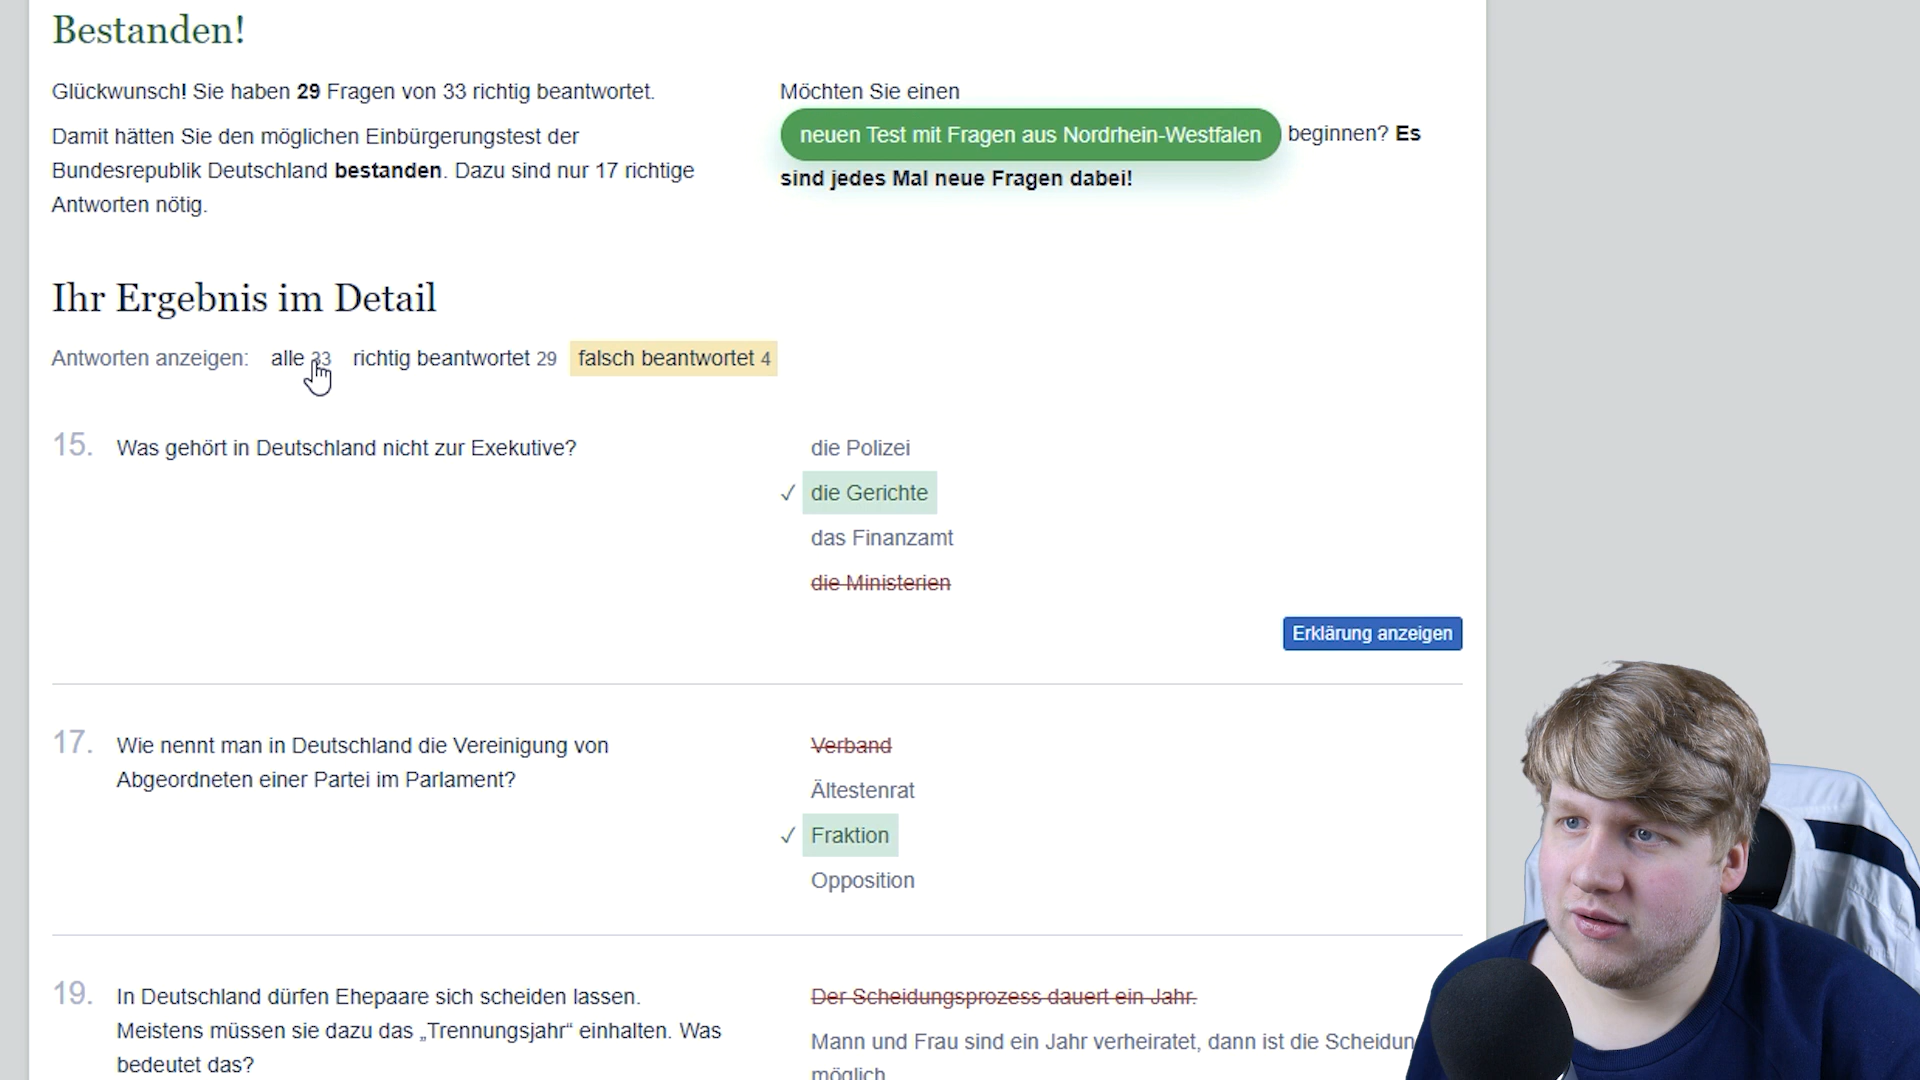 Bestanden!
Glückwunsch! Sie haben 29 Fragen von 33 richtig beantwortet.
Damit hätten Sie den möglichen Einbürgerungstest der
Bundesrepublik Deutschland bestanden. Dazu sind nur 17 richtige
Antworten nötig.
Möchten Sie einen
neuen Test mit Fragen aus Nordrhein-Westfalen beginnen? Es
sind jedes Mal neue Fragen dabei!
Ihr Ergebnis im Detail
Antworten anzeigen: alle 33 richtig beantwortet 29 falsch beantwortet 4
15. Was gehört in Deutschland nicht zur Exekutive?
die Polizei
✓ die Gerichte
das Finanzamt
die Ministerien
Erklärung anzeigen
17. Wie nennt man in Deutschland die Vereinigung von
Abgeordneten einer Partei im Parlament?
Verband
Ältestenrat
✓ Fraktion
Opposition
19. In Deutschland dürfen Ehepaare sich scheiden lassen.
Meistens müssen sie dazu das „Trennungsjahr“ einhalten. Was
bedeutet das?
Der Scheidungsprozess dauert ein Jahr.
Mann und Frau sind ein Jahr verheiratet, dann ist die Scheidun
möglich